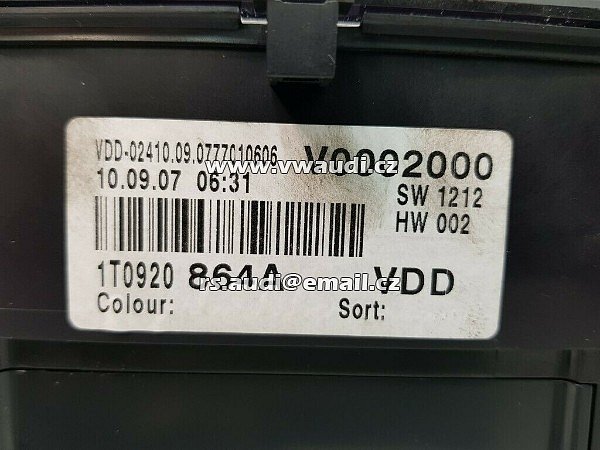 VDD-02410.09.0777010606 V0002000
www.vwaudi.cz
10.09.07 06:31 SW 1212
HW 002
1T0920 864A VDD
rs.audi@email.cz
Colour: Sort: